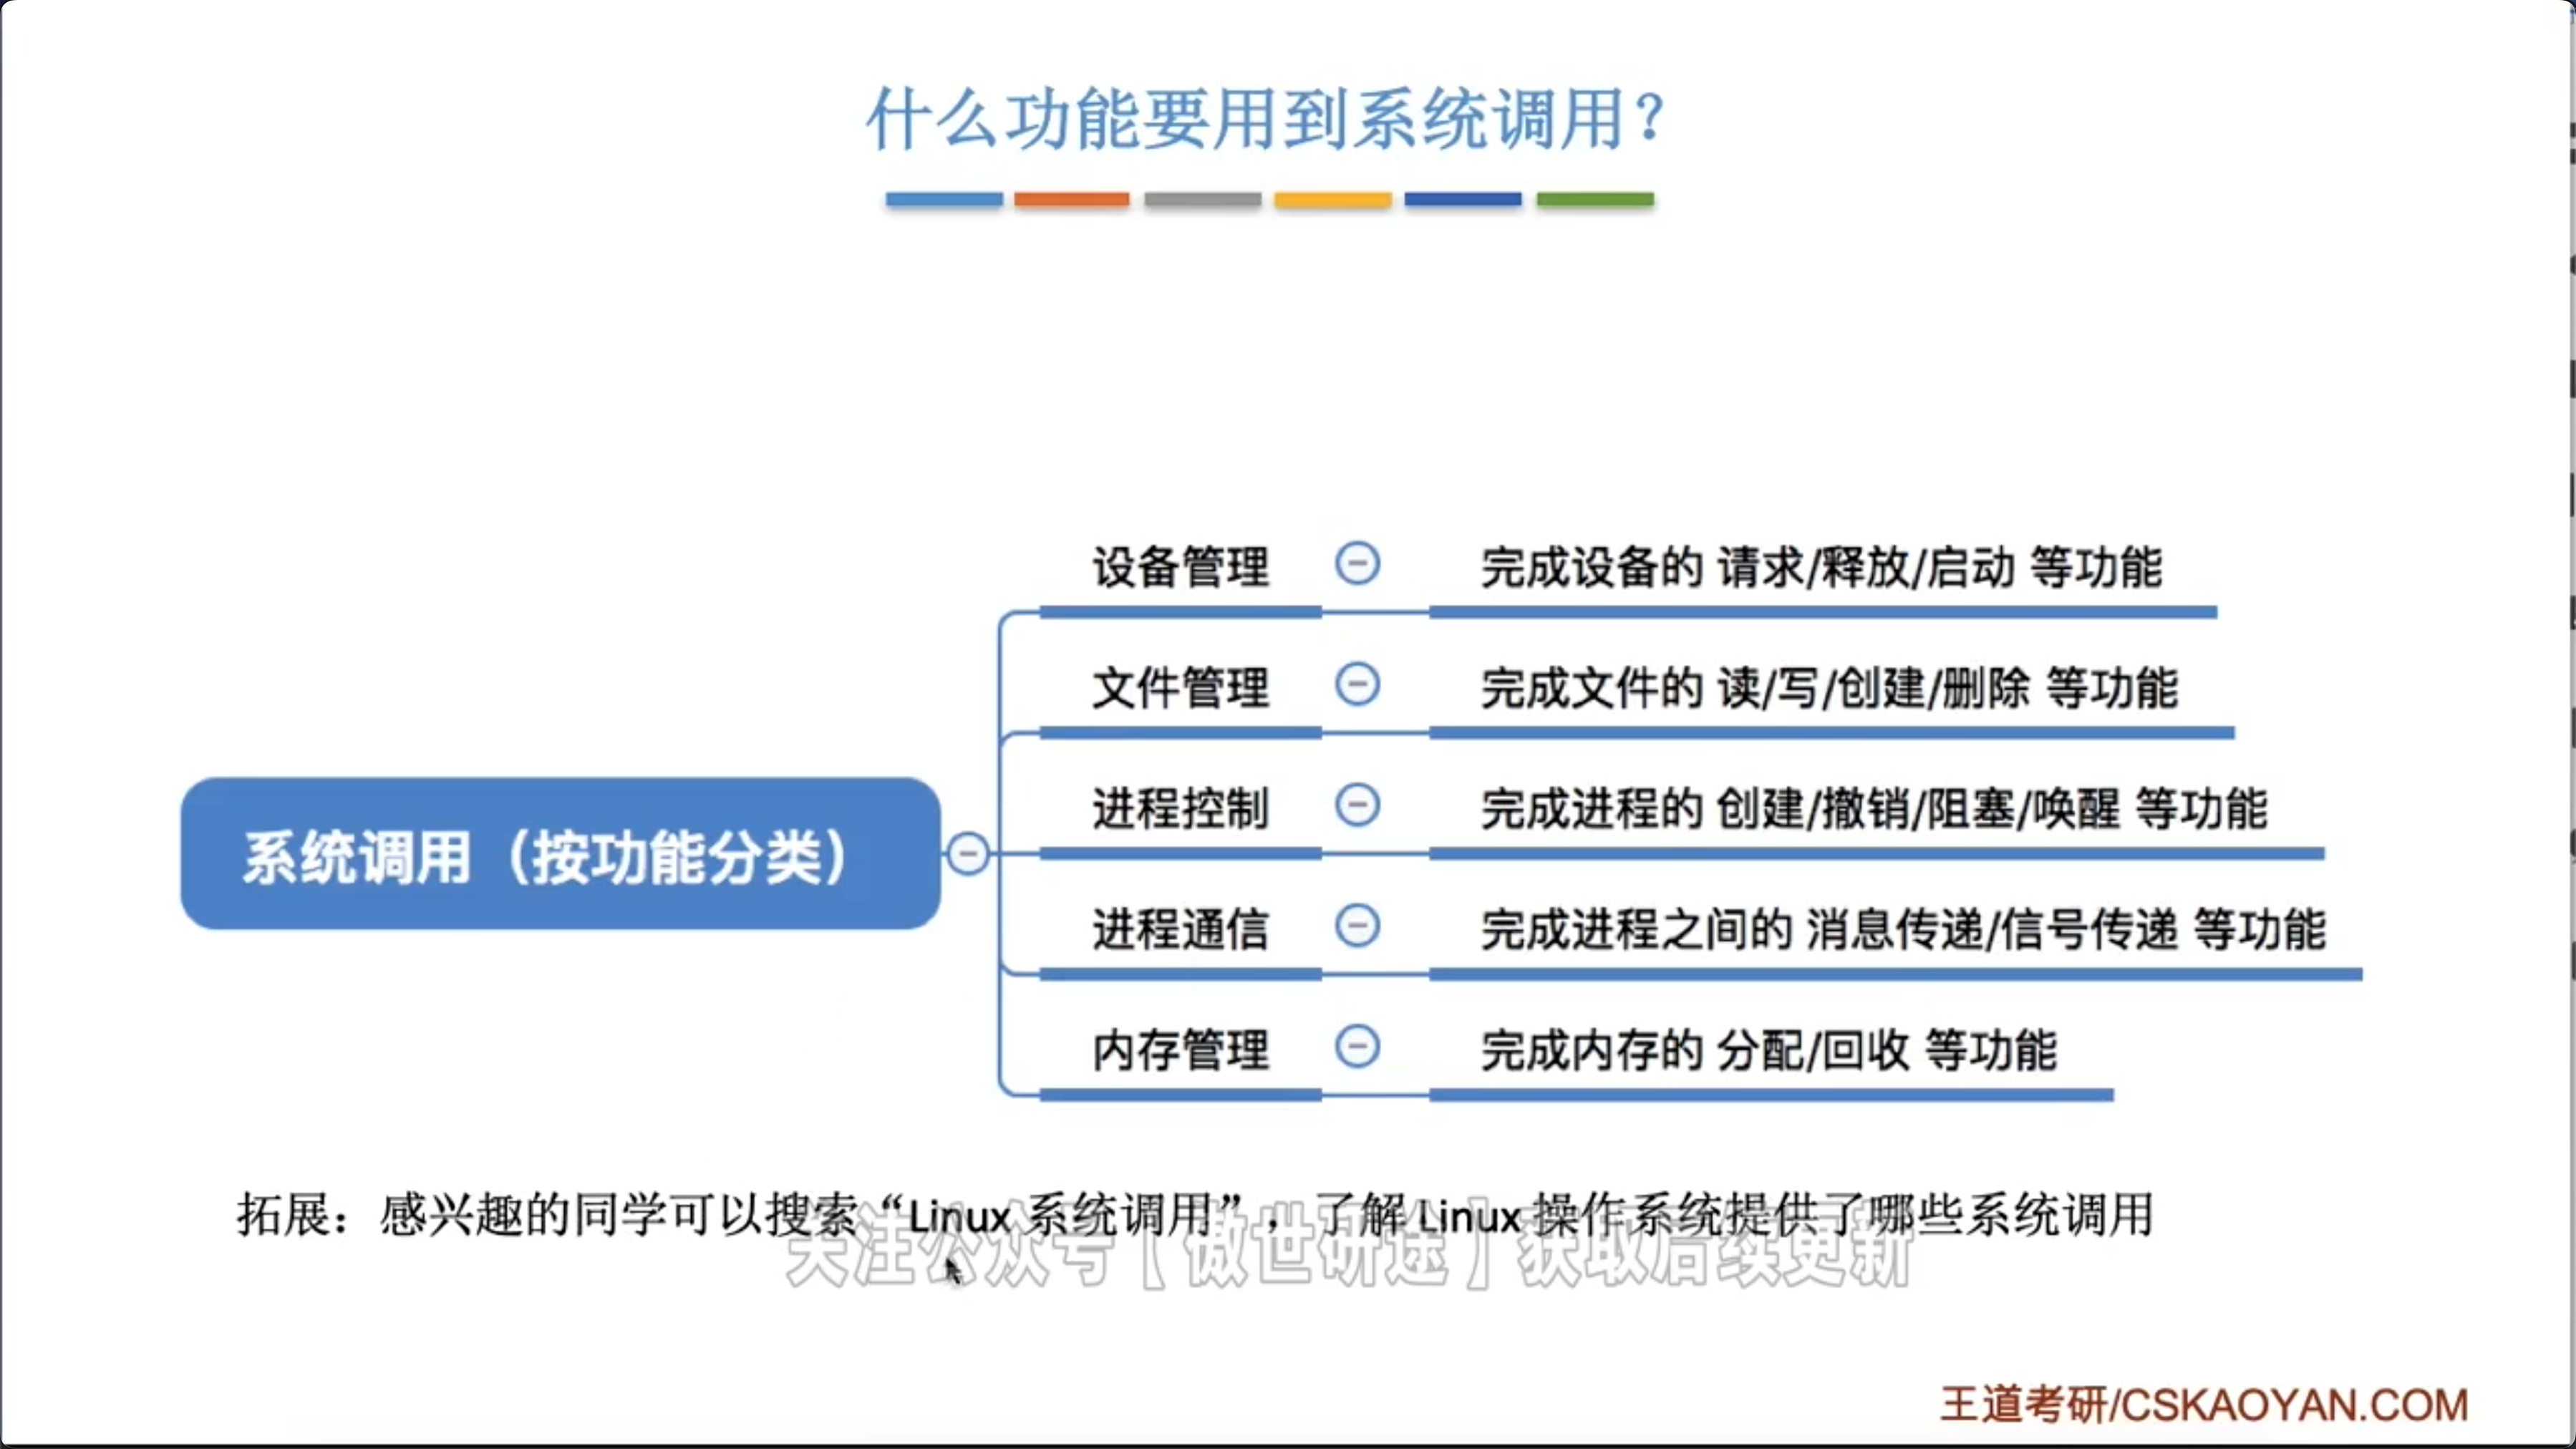 什么功能要用到系统调用？
系统调用（按功能分类）
设备管理
完成设备的 请求/释放/启动 等功能
文件管理
完成文件的 读/写/创建/删除 等功能
进程控制
完成进程的 创建/撤销/阻塞/唤醒 等功能
进程通信
完成进程之间的 消息传递/信号传递 等功能
内存管理
完成内存的 分配/回收 等功能
拓展：感兴趣的同学可以搜索“Linux 系统调用”，了解 Linux 操作系统提供了哪些系统调用
关注公众号【傲世研途】获取后续更新
王道考研/CSKAOYAN.COM